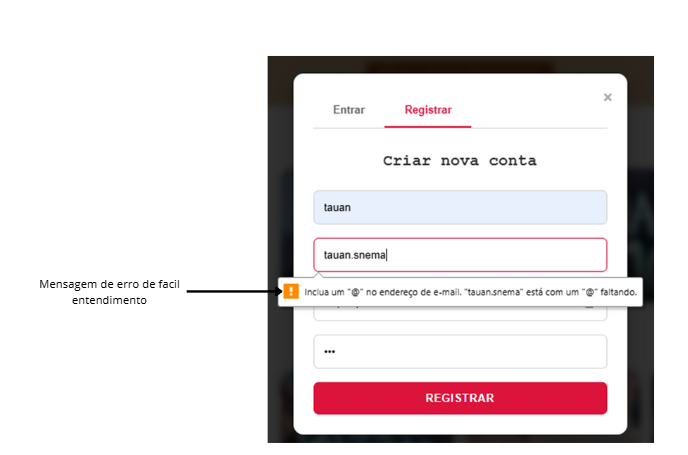 ×
Entrar Registrar
Criar nova conta
tauan
tauan.snema
Mensagem de erro de facil
entendimento
Inclua um "@" no endereço de e-mail. "tauan.snema" está com um "@" faltando.
•••
REGISTRAR